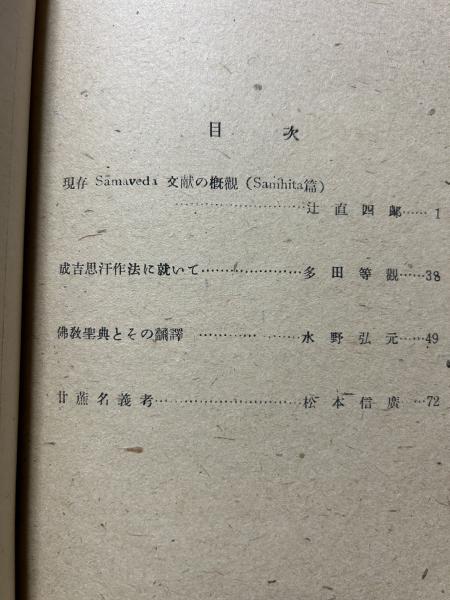 目次
現存 Sāmaveda 文献の概觀 (Saṁhitā篇)
……………………………辻直四郎……1
成吉思汗作法に就いて……………………多田等觀……38
佛教聖典とその飜譯 …………………水野弘元……49
甘蔗名義考………………………………松本信廣…72